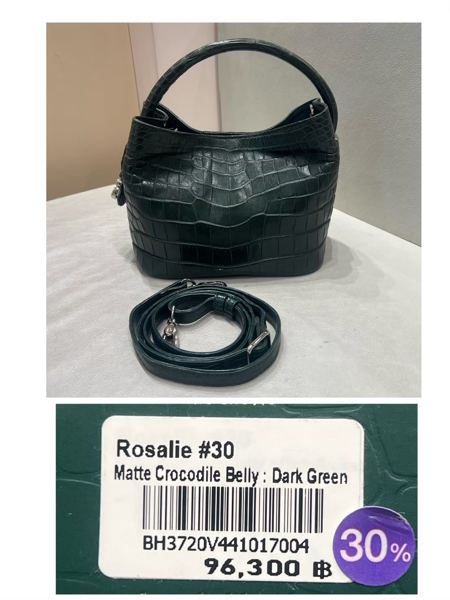 Rosalie #30
Matte Crocodile Belly : Dark Green
BH3720V441017004
96,300 ฿
30%